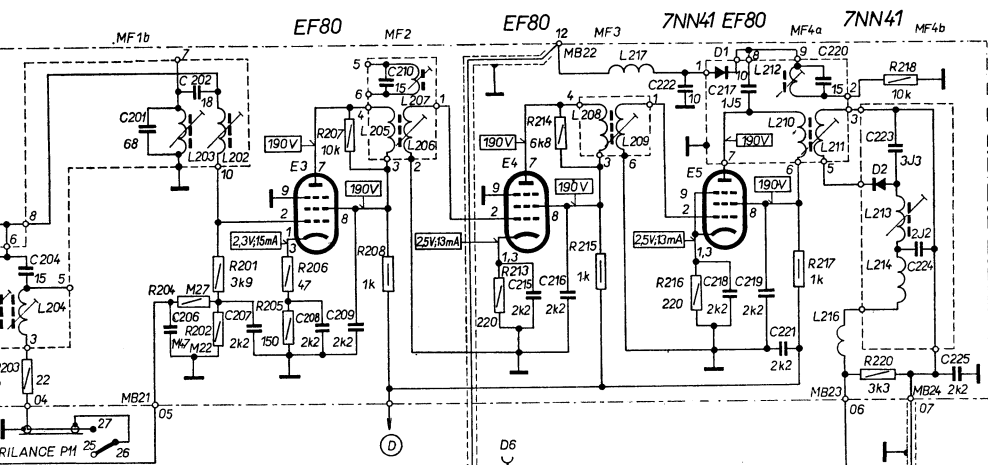 EF80 EF80 7NN41 EF80 7NN41
MF1b MF2 12 MF3 MF4a MF4b
MB22
7 5 C210 L217 1 D1 8 10 L212 9 C220
C 202 15 C222 C217 2 R218
18 6 L207 1 4 L208 1 10 1J5 15 10k
C201 4 R214 3
68 R207 L205 L209 L210 C223
190V 10k L206 190V 6k8 190V L211 3J3
L203 L202 E3 7 3 2 E4 7 3 6 E5 7 6 5 D2
10 9 190V 9 190V 9 190V L213
8 2 8 2 8 2 8
6 2,3V;15mA 1 3 2,5V;13mA 1,3 2,5V;13mA 1,3 2J2
C204 R201 R206 R208 R213 C216 R215 R216 C218 C219 R217 L214 C224
15 5 3k9 47 1k C215 1k 220 1k
L204 R204 M27 C207 R205 C208 C209 220 2k2 2k2 2k2 2k2 C221 L216
C206 R202 2k2
3 M47 M22 2k2 150 2k2 2k2 R220 C225
R203 22 3k3 2k2
04 MB21 05 MB23 06 MB24 07
27 D D6
RILANCE P11 25 26